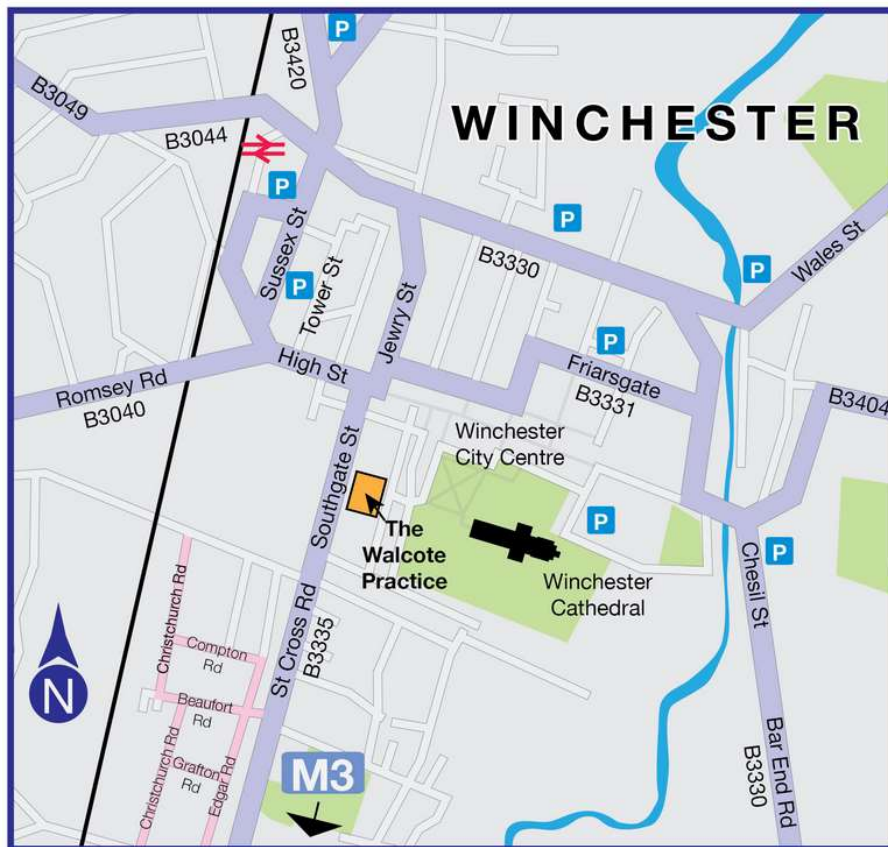 P
B3420
B3049
WINCHESTER
B3044
P
P
Sussex St
Tower St
P
Jewry St
B3330
P
Wales St
P
Friarsgate
B3331
High St
Romsey Rd
B3040
B3404
Winchester
City Centre
Southgate St
The
Walcote
Practice
P
Winchester
Cathedral
P
Chesil St
Christchurch Rd
Compton
Rd
Beaufort
Rd
St Cross Rd
B3335
N
Christchurch Rd
Grafton
Rd
Edgar Rd
M3
Bar End Rd
B3330